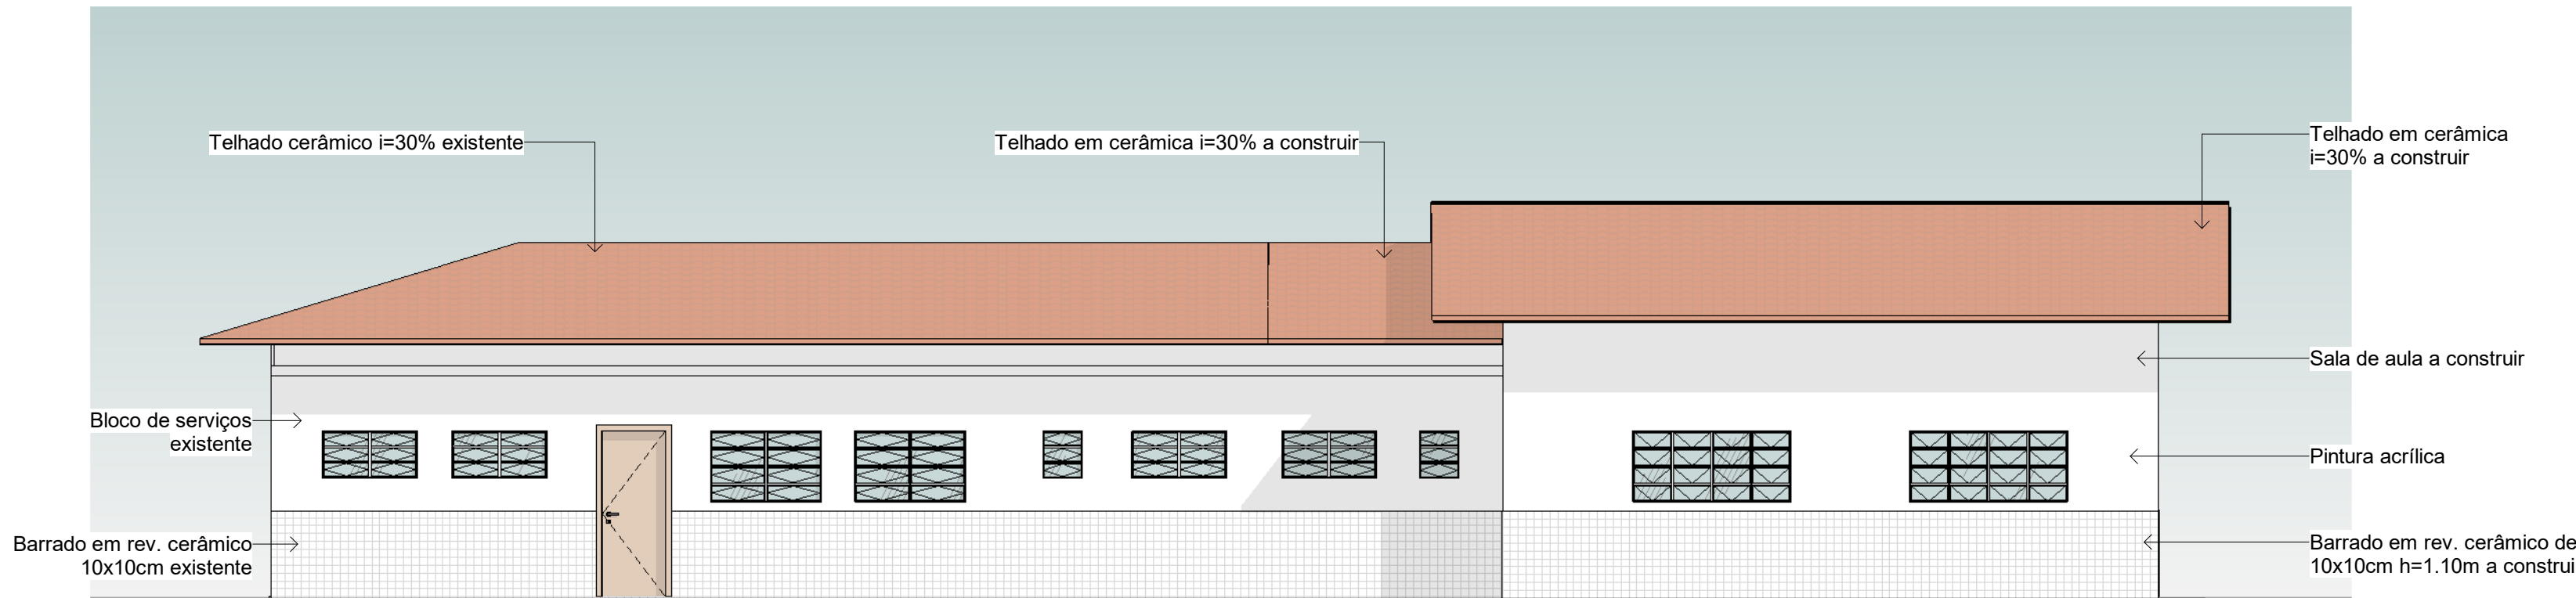 Telhado cerâmico i=30% existente
Telhado em cerâmica i=30% a construir
Telhado em cerâmica
i=30% a construir
Sala de aula a construir
Bloco de serviços
existente
Pintura acrílica
Barrado em rev. cerâmico
10x10cm existente
Barrado em rev. cerâmico de
10x10cm h=1.10m a construi